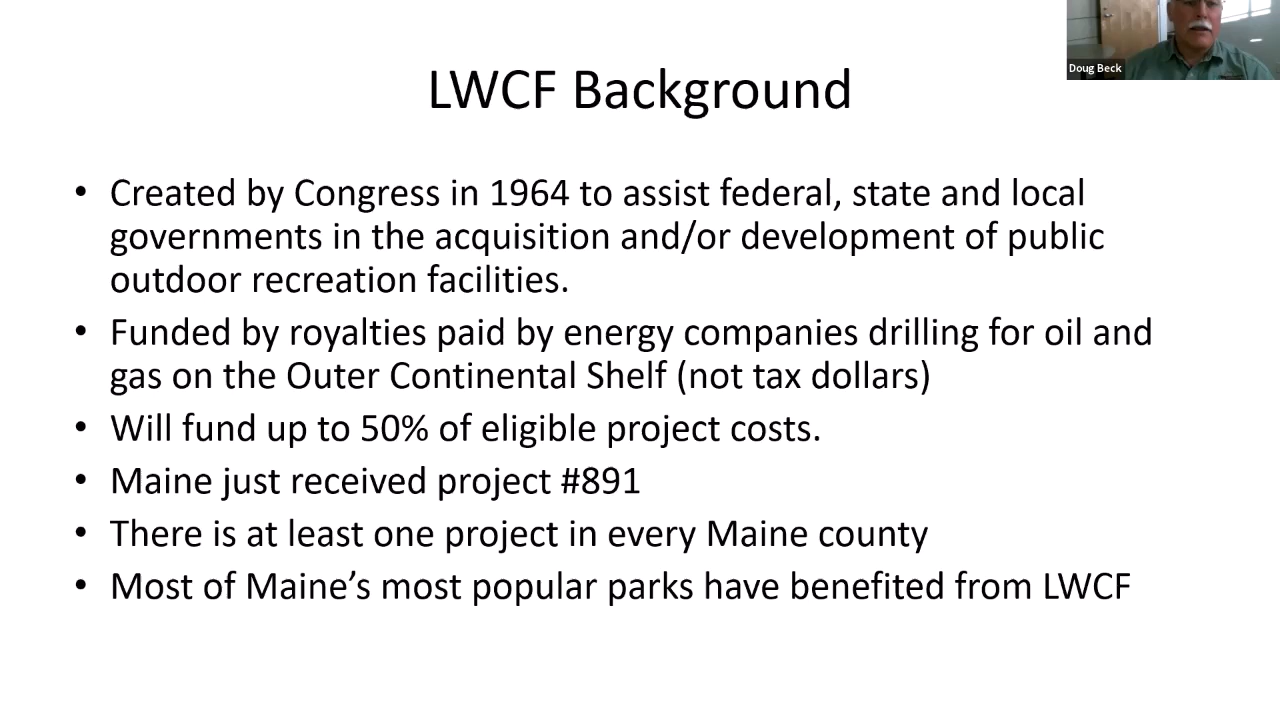 Doug Beck
LWCF Background
• Created by Congress in 1964 to assist federal, state and local
governments in the acquisition and/or development of public
outdoor recreation facilities.
• Funded by royalties paid by energy companies drilling for oil and
gas on the Outer Continental Shelf (not tax dollars)
• Will fund up to 50% of eligible project costs.
• Maine just received project #891
• There is at least one project in every Maine county
• Most of Maine’s most popular parks have benefited from LWCF